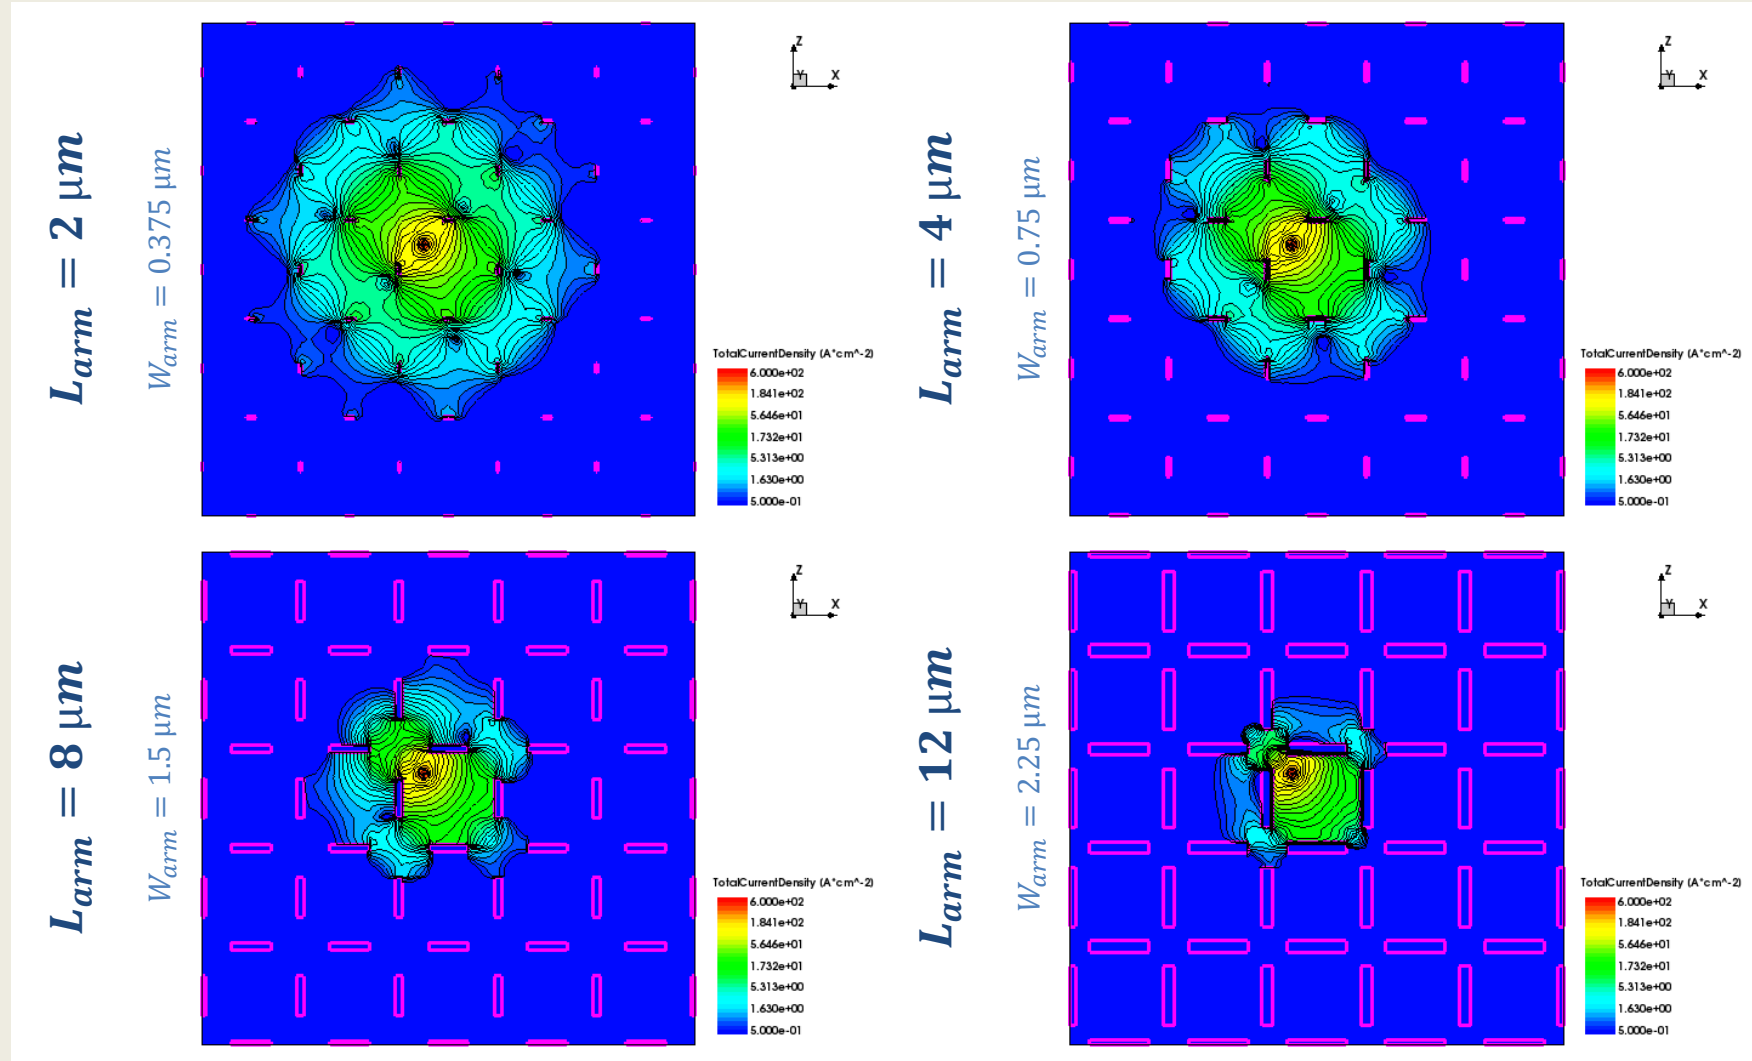 L_arm = 2 μm
W_arm = 0.375 μm
Z
Y
X
TotalCurrentDensity (A*cm^-2)
6.000e+02
1.841e+02
5.646e+01
1.732e+01
5.313e+00
1.630e+00
5.000e-01
L_arm = 4 μm
W_arm = 0.75 μm
Z
Y
X
TotalCurrentDensity (A*cm^-2)
6.000e+02
1.841e+02
5.646e+01
1.732e+01
5.313e+00
1.630e+00
5.000e-01
L_arm = 8 μm
W_arm = 1.5 μm
Z
Y
X
TotalCurrentDensity (A*cm^-2)
6.000e+02
1.841e+02
5.646e+01
1.732e+01
5.313e+00
1.630e+00
5.000e-01
L_arm = 12 μm
W_arm = 2.25 μm
Z
Y
X
TotalCurrentDensity (A*cm^-2)
6.000e+02
1.841e+02
5.646e+01
1.732e+01
5.313e+00
1.630e+00
5.000e-01